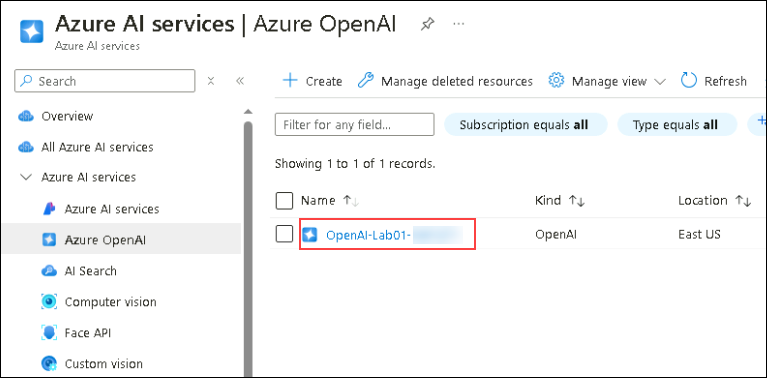 Azure AI services | Azure OpenAI
Azure AI services
Search
Create
Manage deleted resources
Manage view
Refresh
Overview
All Azure AI services
Azure AI services
Azure AI services
Azure OpenAI
AI Search
Computer vision
Face API
Custom vision
Filter for any field...
Subscription equals all
Type equals all
Showing 1 to 1 of 1 records.
Name Kind Location
OpenAI-Lab01- OpenAI East US